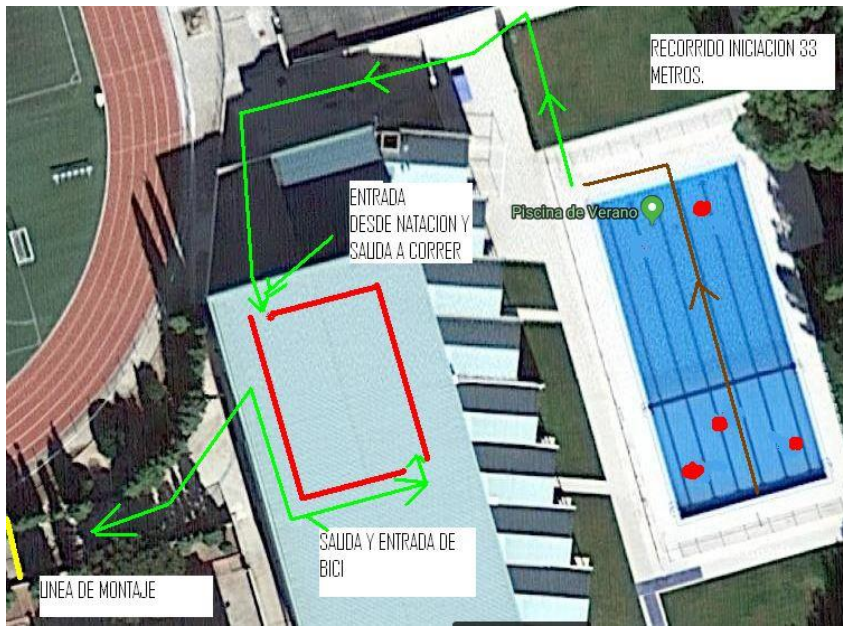 RECORRIDO INICIACION 33
METROS.
ENTRADA
DESDE NATACION Y
SALIDA A CORRER
Piscina de Verano
SALIDA Y ENTRADA DE
BICI
LINEA DE MONTAJE